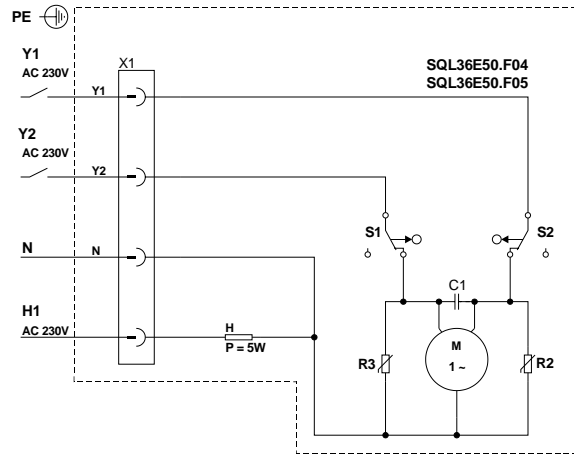 PE
Y1
AC 230V
X1
Y1
SQL36E50.F04
SQL36E50.F05
Y2
AC 230V
Y2
S1
S2
N
N
C1
H1
AC 230V
H
P = 5W
M
1 ~
R3
R2